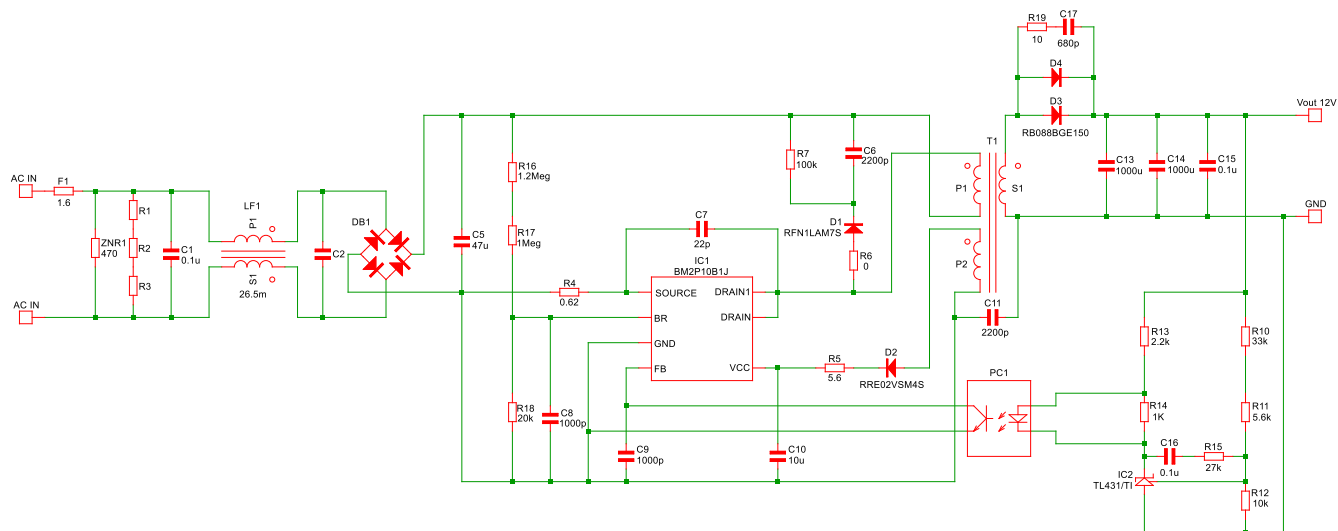 R19
10
C17
680p
D4
D3
RB088BGE150
Vout 12V
T1
R16
1.2Meg
R7
100k
C6
2200p
C13
1000u
C14
1000u
C15
0.1u
AC IN
F1
1.6
LF1
P1
S1
26.5m
R1
R2
R3
ZNR1
470
C1
0.1u
C2
DB1
C5
47u
R17
1Meg
C7
22p
D1
RFN1LAM7S
R6
0
P1
S1
P2
GND
IC1
BM2P10B1J
R4
0.62
SOURCE
BR
GND
FB
DRAIN1
DRAIN
VCC
AC IN
C11
2200p
R5
5.6
D2
RRE02VSM4S
PC1
R13
2.2k
R10
33k
R14
1K
R11
5.6k
R18
20k
C8
1000p
C9
1000p
C10
10u
C16
0.1u
R15
27k
IC2
TL431/TI
R12
10k